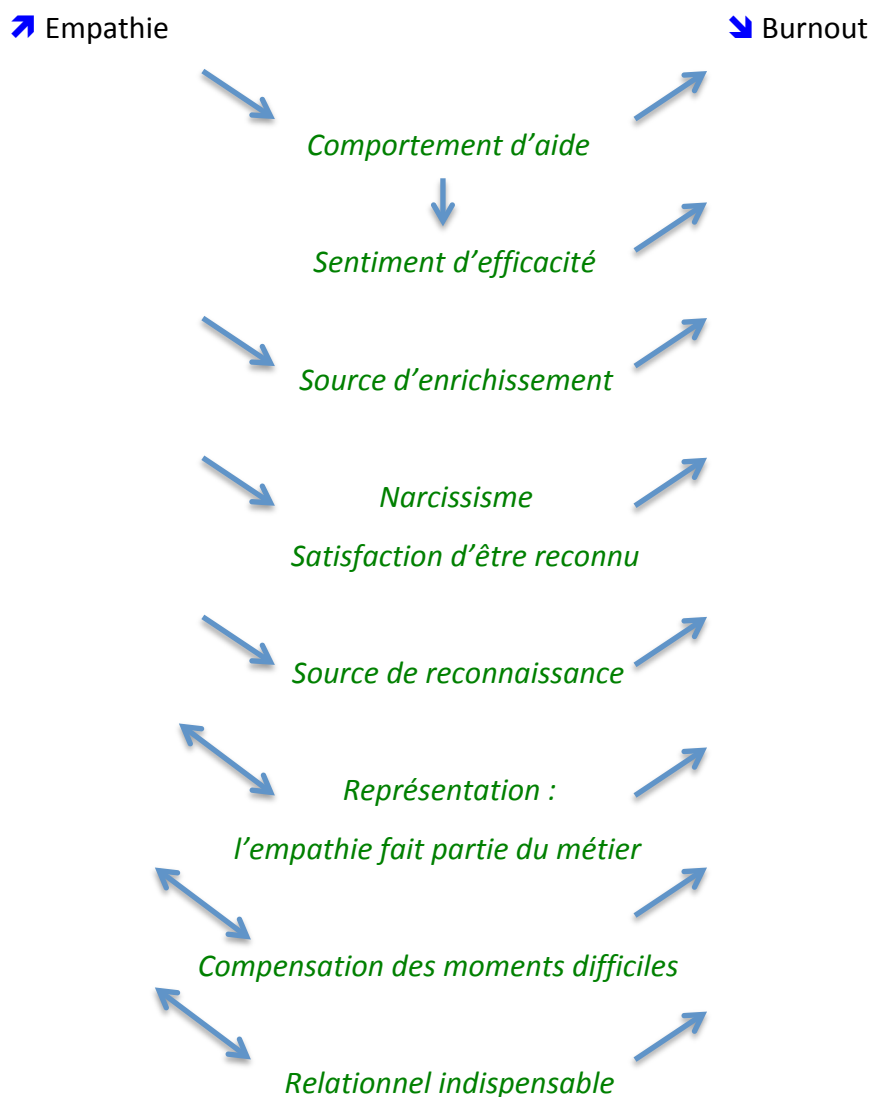 Empathie
Burnout
Comportement d’aide
Sentiment d’efficacité
Source d’enrichissement
Narcissisme
Satisfaction d’être reconnu
Source de reconnaissance
Représentation :
l’empathie fait partie du métier
Compensation des moments difficiles
Relationnel indispensable